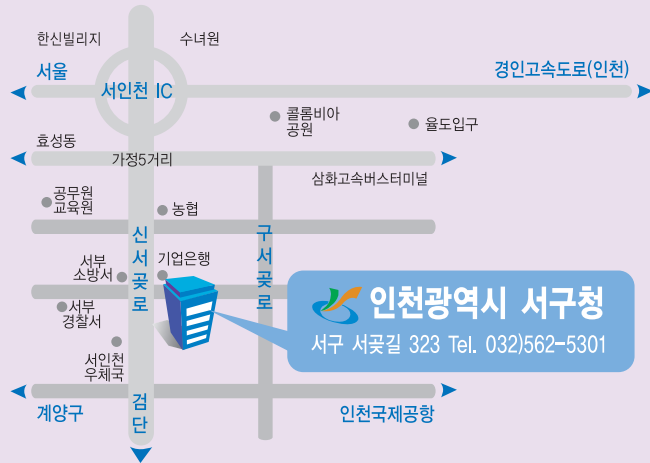 한신빌리지
수녀원
서울
서인천 IC
경인고속도로(인천)
콜롬비아
공원
율도입구
효성동
가정5거리
삼화고속버스터미널
공무원
교육원
농협
신서곶로
구서곶로
기업은행
서부
소방서
인천광역시 서구청
서구 서곶길 323 Tel. 032)562-5301
서부
경찰서
서인천
우체국
계양구
검단
인천국제공항